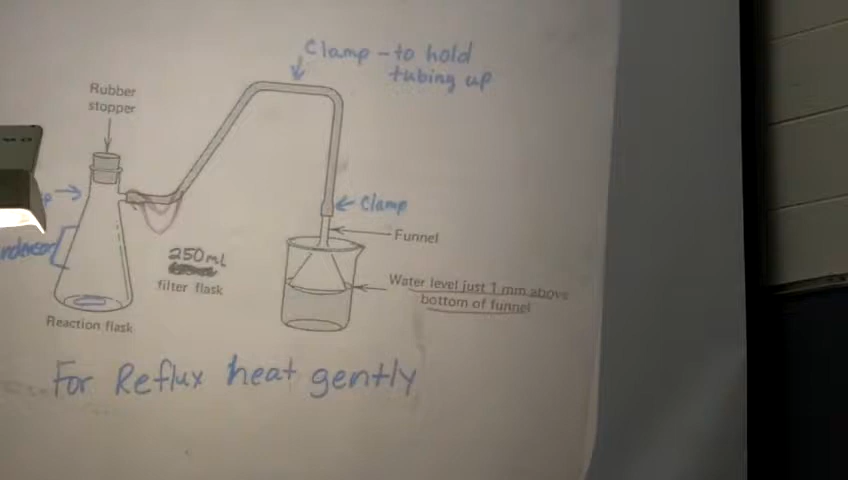 Clamp - to hold
tubing up
Rubber
stopper
Clamp
Funnel
250mL
filter flask
Water level just 1 mm above
bottom of funnel
Reaction flask
For Reflux heat gently